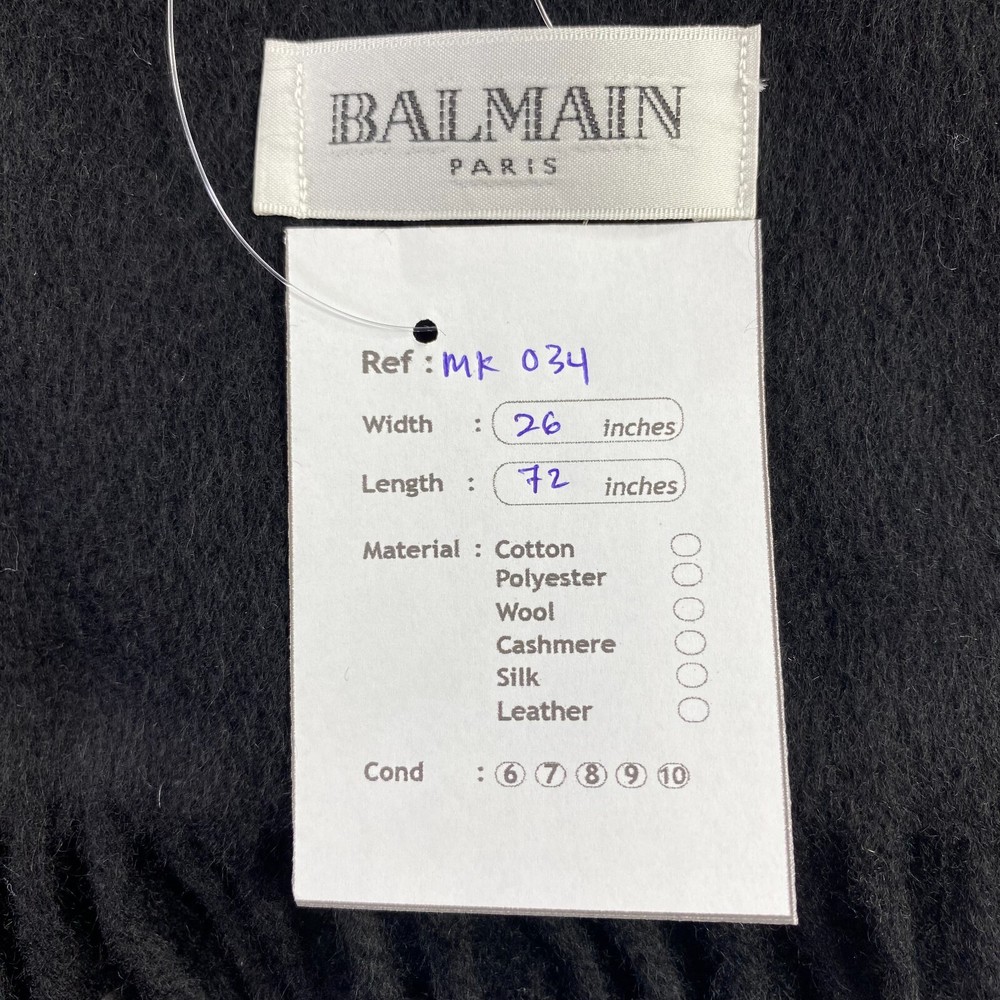 BALMAIN
PARIS
Ref : MK 034
Width : 26 inches
Length : 72 inches
Material : Cotton
Polyester
Wool
Cashmere
Silk
Leather
Cond : 6 7 8 9 10